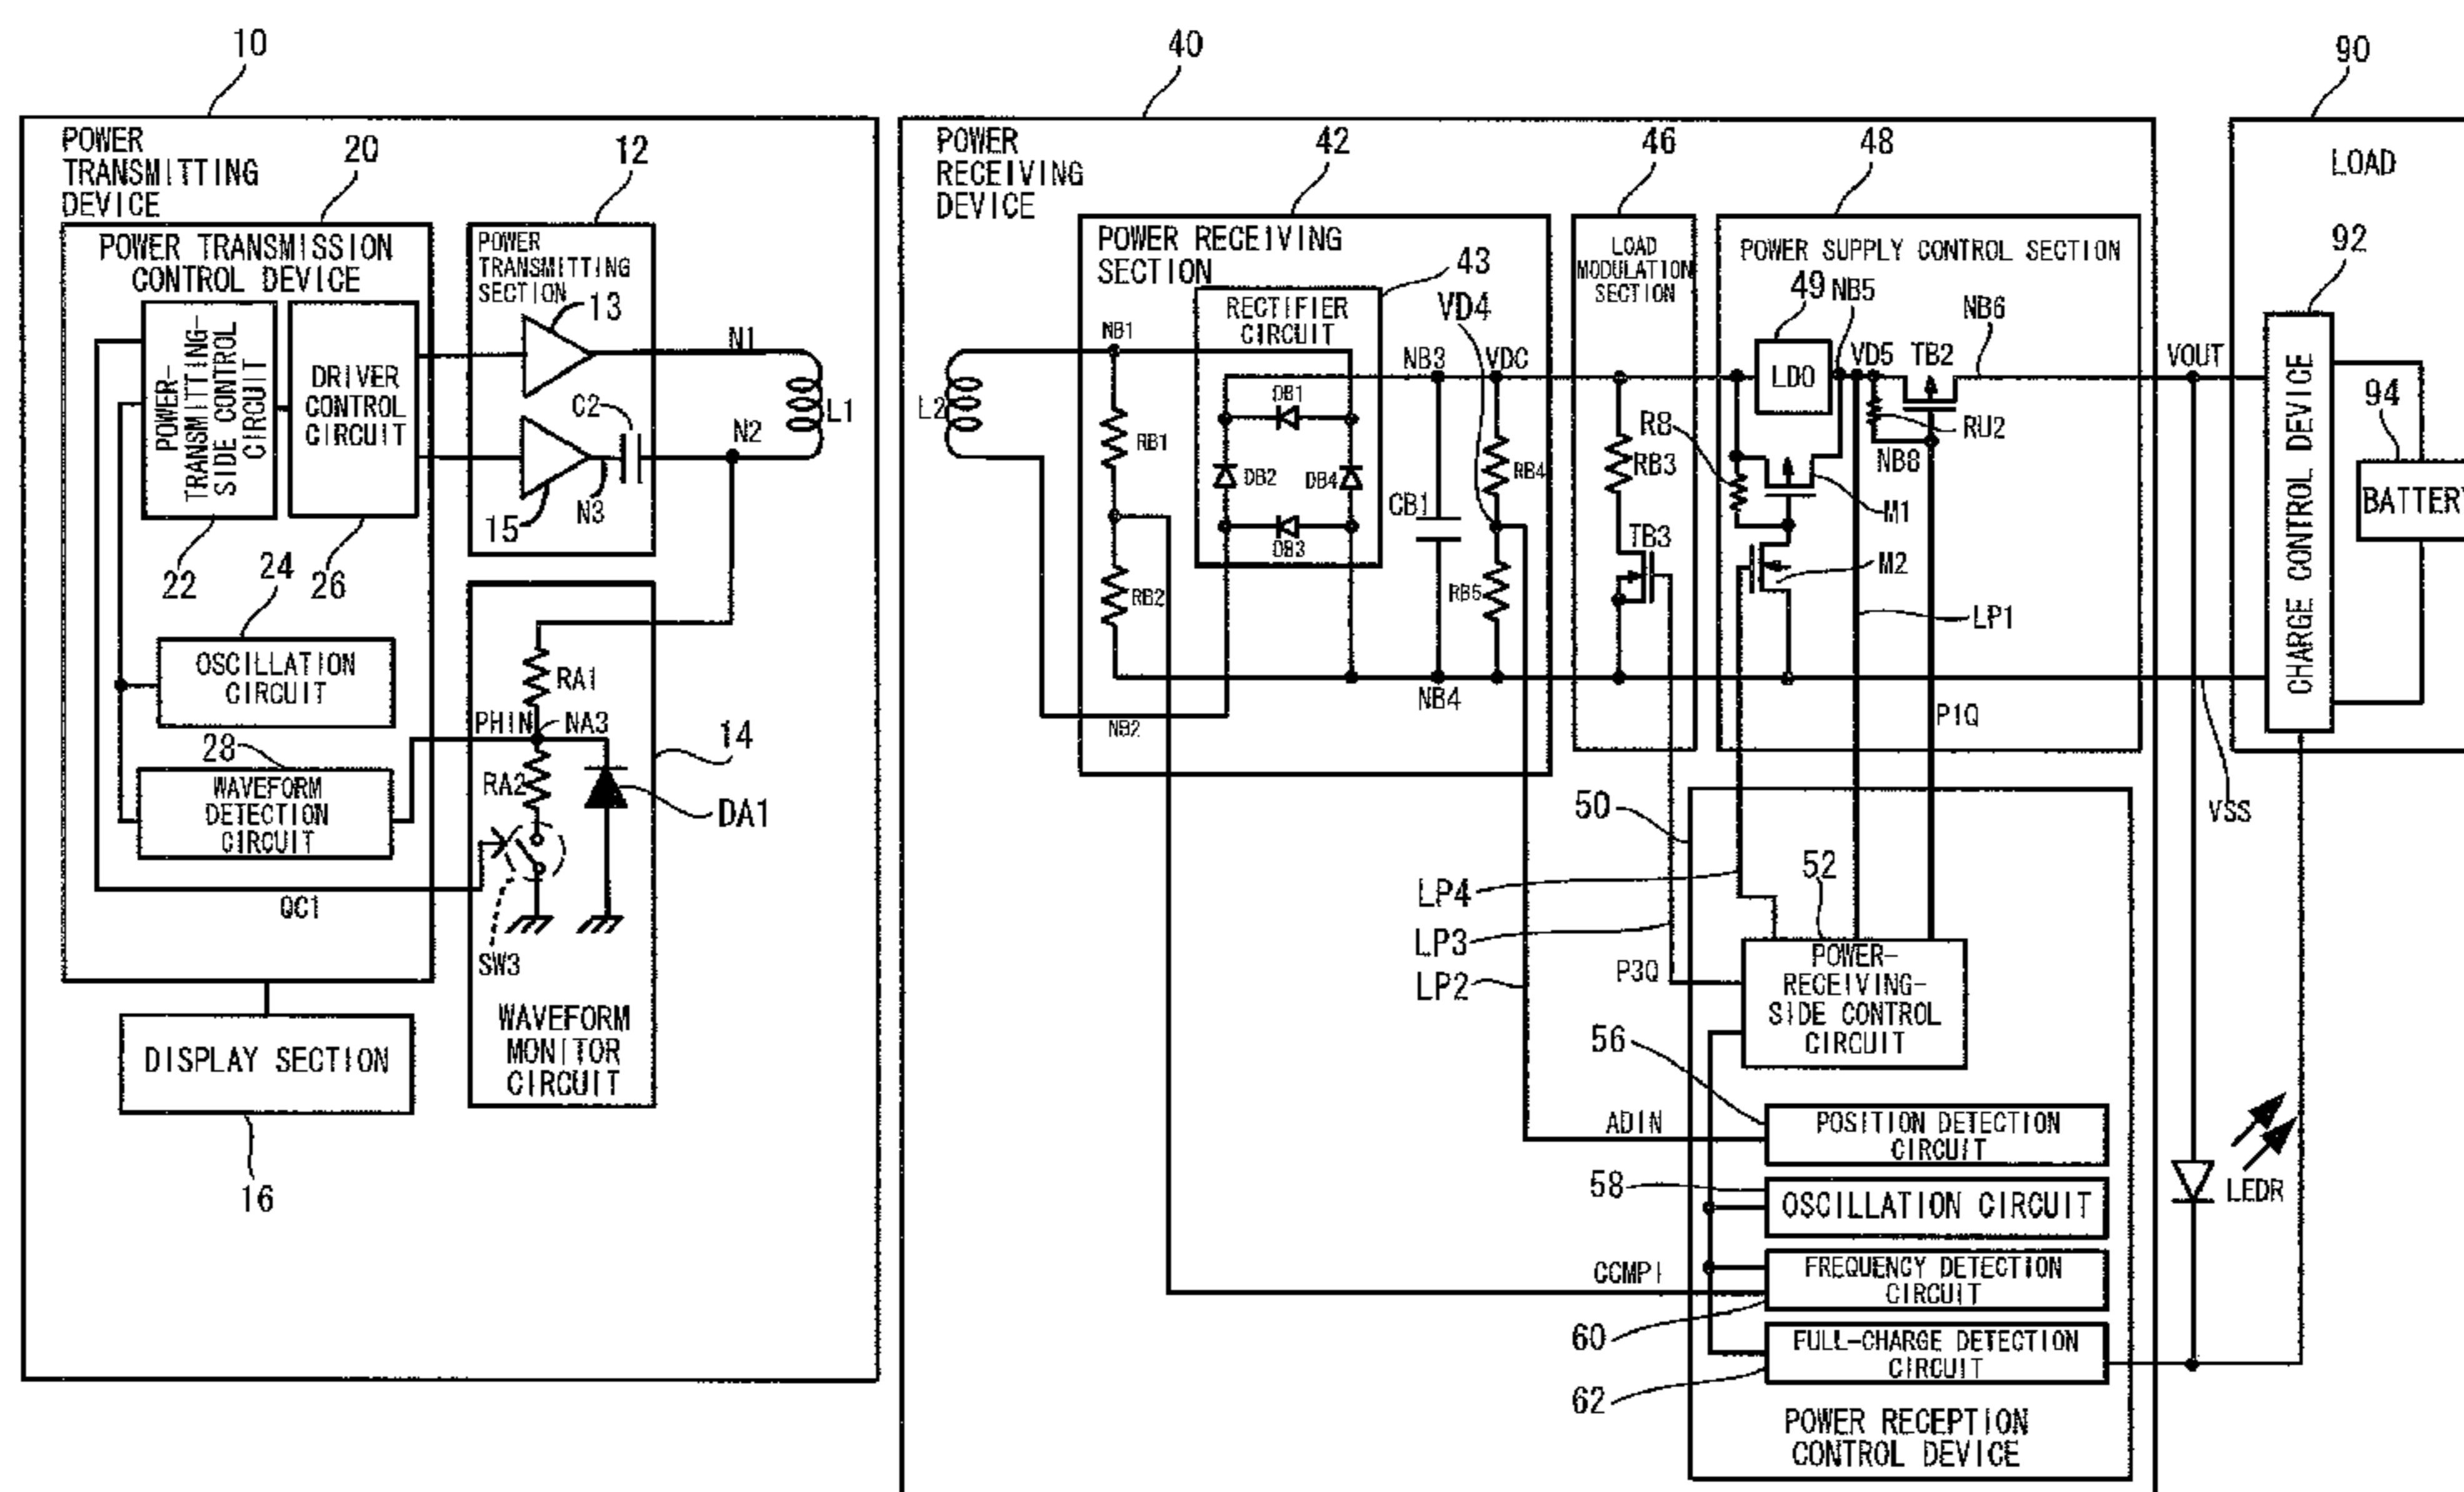 10
40
90
POWER
TRANSMITTING
DEVICE
20
12
POWER TRANSMISSION
CONTROL DEVICE
POWER
TRANSMITTING
SECTION
13
POWER-
TRANSMITTING-
SIDE CONTROL
CIRCUIT
DRIVER
CONTROL
CIRCUIT
N1
C2
N2
L1
N3
15
22
24
26
OSCILLATION
CIRCUIT
RA1
PHIN
NA3
14
28
WAVEFORM
DETECTION
CIRCUIT
RA2
DA1
QC1
SW3
WAVEFORM
MONITOR
CIRCUIT
DISPLAY SECTION
16
POWER
RECEIVING
DEVICE
42
46
48
POWER RECEIVING
SECTION
43
RECTIFIER
CIRCUIT
VD4
LOAD
MODULATION
SECTION
POWER SUPPLY CONTROL SECTION
49
NB5
NB6
NB1
NB3
VDC
LDO
VD5
TB2
VOUT
L2
DB1
RB1
DB2
DB4
RB4
RB3
R8
RU2
NB8
CB1
M1
DB3
TB3
M2
RB2
RB5
LP1
NB4
NB2
P1Q
LOAD
92
CHARGE CONTROL DEVICE
94
BATTERY
VSS
50
52
LP4
LP3
LP2
P3Q
POWER-
RECEIVING-
SIDE CONTROL
CIRCUIT
56
ADIN
POSITION DETECTION
CIRCUIT
58
OSCILLATION CIRCUIT
LEDR
CCMPI
FREQUENCY DETECTION
CIRCUIT
60
FULL-CHARGE DETECTION
CIRCUIT
62
POWER RECEPTION
CONTROL DEVICE